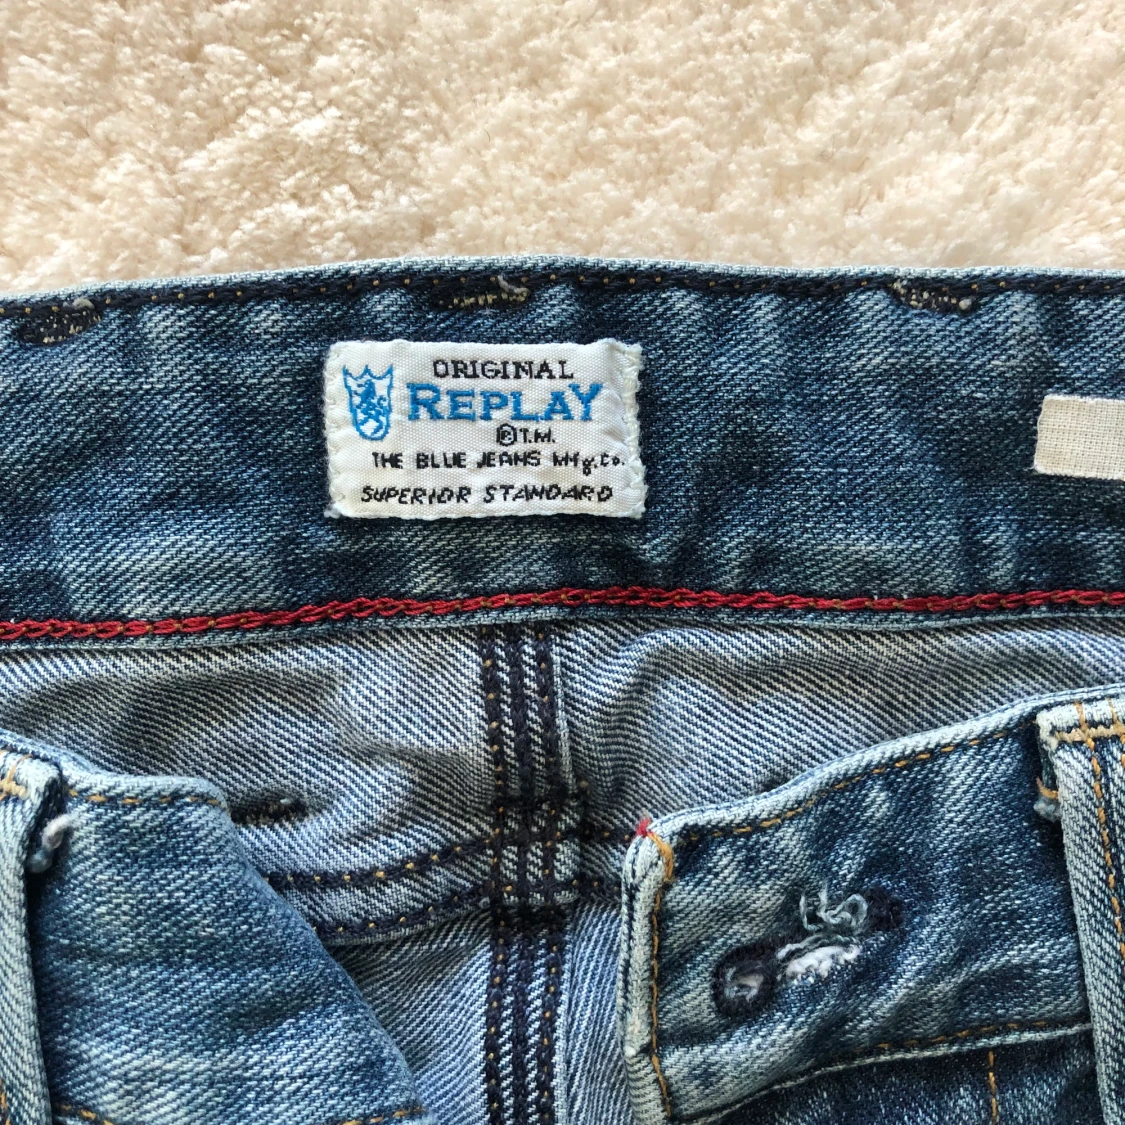 ORIGINAL
REPLAY
®T.M.
THE BLUE JEANS Mfg.Co.
SUPERIOR STANDARD